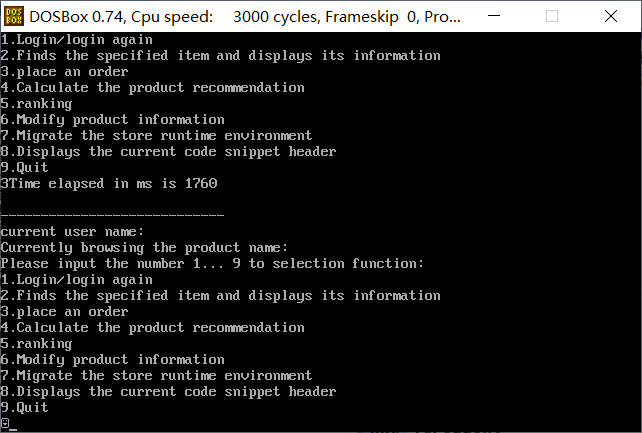 DOS
BOX
DOSBox 0.74, Cpu speed: 3000 cycles, Frameskip 0, Pro...
1.Login/login again
2.Finds the specified item and displays its information
3.place an order
4.Calculate the product recommendation
5.ranking
6.Modify product information
7.Migrate the store runtime environment
8.Displays the current code snippet header
9.Quit
3Time elapsed in ms is 1760
----------------------------
current user name:
Currently browsing the product name:
Please input the number 1... 9 to selection function:
1.Login/login again
2.Finds the specified item and displays its information
3.place an order
4.Calculate the product recommendation
5.ranking
6.Modify product information
7.Migrate the store runtime environment
8.Displays the current code snippet header
9.Quit